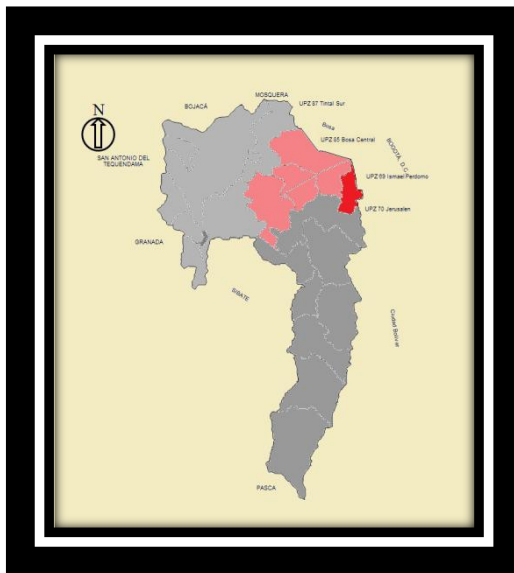 MOSQUERA
BOJACÁ
UPZ 87 Tintal Sur
N
Bosa
UPZ 85 Bosa Central
BOGOTÁ, D.C.
SAN ANTONIO DEL
TEQUENDAMA
UPZ 69 Ismael Perdomo
UPZ 70 Jerusalen
GRANADA
SIBATÉ
Ciudad Bolívar
PASCA